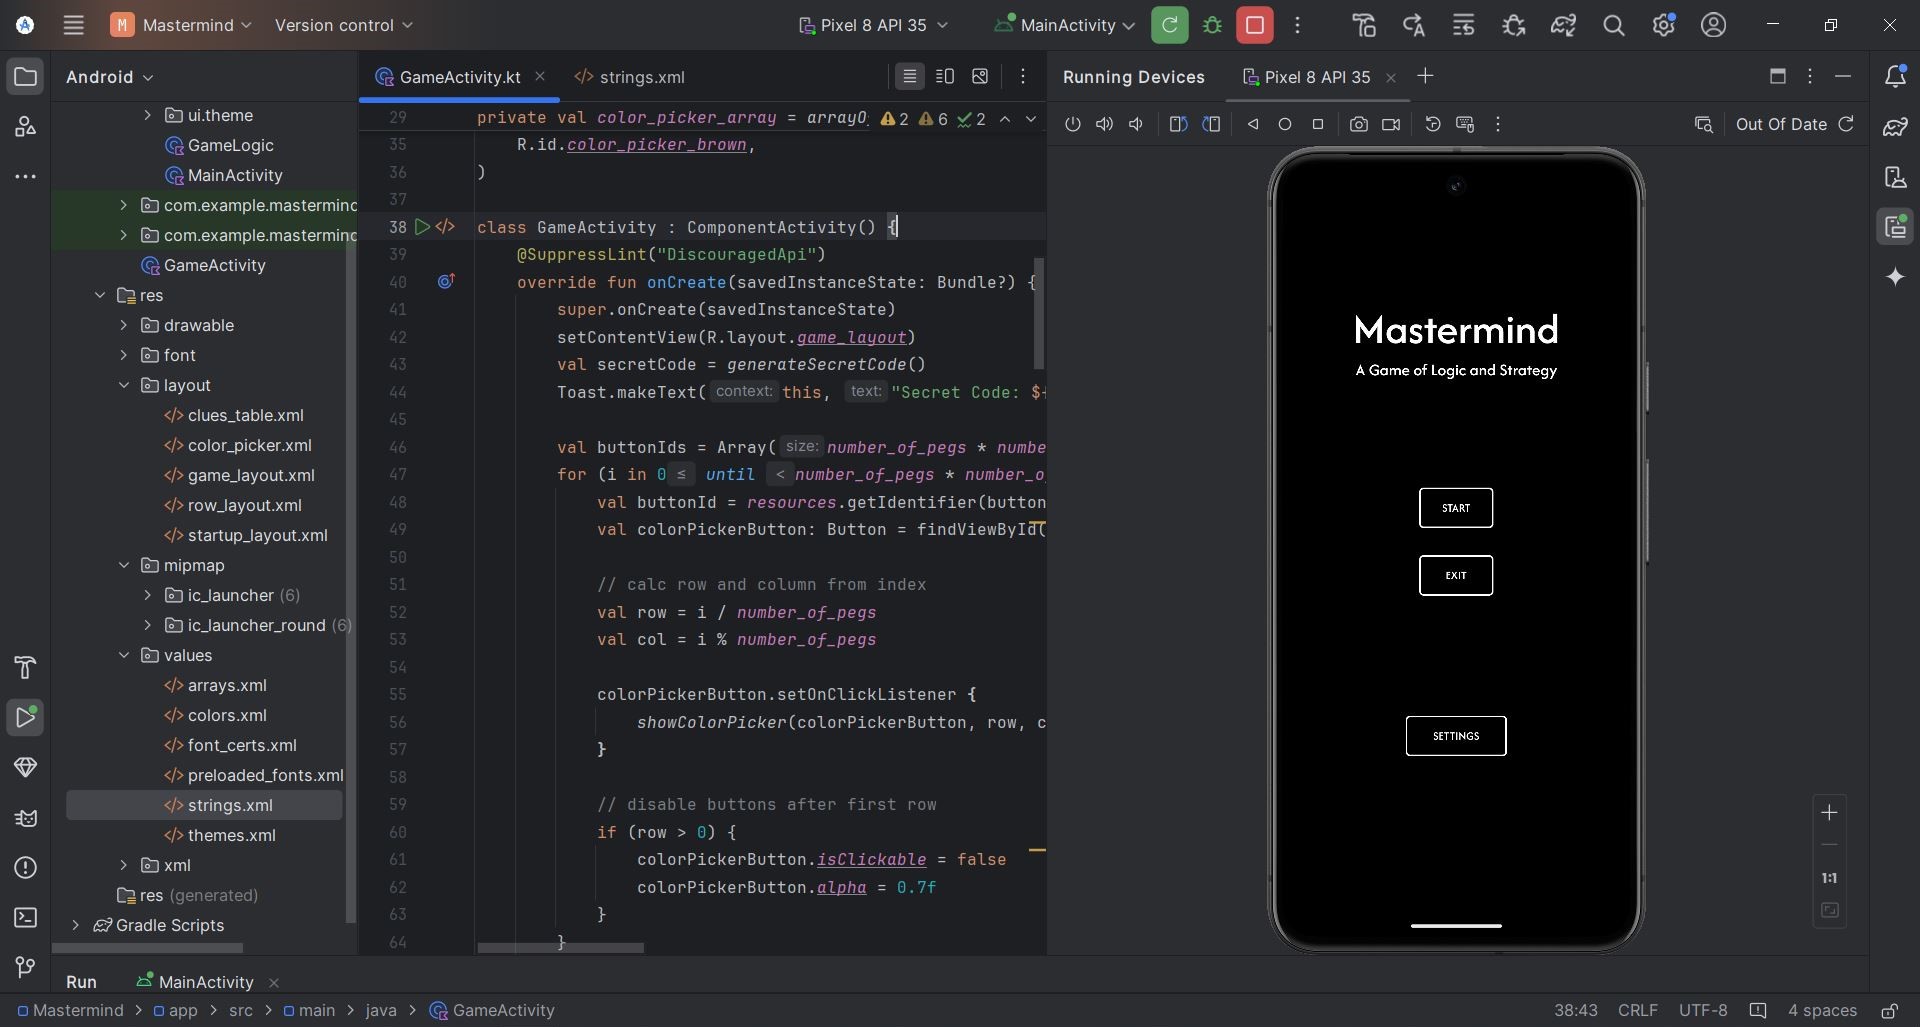 M Mastermind Version control Pixel 8 API 35 MainActivity
Android
ui.theme
GameLogic
MainActivity
com.example.mastermind
com.example.mastermind
GameActivity
res
drawable
font
layout
clues_table.xml
color_picker.xml
game_layout.xml
row_layout.xml
startup_layout.xml
mipmap
ic_launcher (6)
ic_launcher_round (6)
values
arrays.xml
colors.xml
font_certs.xml
preloaded_fonts.xml
strings.xml
themes.xml
xml
res (generated)
Gradle Scripts
GameActivity.kt strings.xml
29 private val color_picker_array = arrayO 2 6 2
35 R.id.color_picker_brown,
36 )
37
38 class GameActivity : ComponentActivity() {
39 @SuppressLint("DiscouragedApi")
40 override fun onCreate(savedInstanceState: Bundle?) {
41 super.onCreate(savedInstanceState)
42 setContentView(R.layout.game_layout)
43 val secretCode = generateSecretCode()
44 Toast.makeText( context: this, text: "Secret Code: $
45
46 val buttonIds = Array( size: number_of_pegs * numbe
47 for (i in 0 ≤ until < number_of_pegs * number_o
48 val buttonId = resources.getIdentifier(button
49 val colorPickerButton: Button = findViewById(
50
51 // calc row and column from index
52 val row = i / number_of_pegs
53 val col = i % number_of_pegs
54
55 colorPickerButton.setOnClickListener {
56 showColorPicker(colorPickerButton, row, c
57 }
58
59 // disable buttons after first row
60 if (row > 0) {
61 colorPickerButton.isClickable = false
62 colorPickerButton.alpha = 0.7f
63 }
64 }
Running Devices Pixel 8 API 35
Out Of Date
Mastermind
A Game of Logic and Strategy
START
EXIT
SETTINGS
1:1
Run MainActivity
Mastermind > app > src > main > java > GameActivity
38:43 CRLF UTF-8 4 spaces